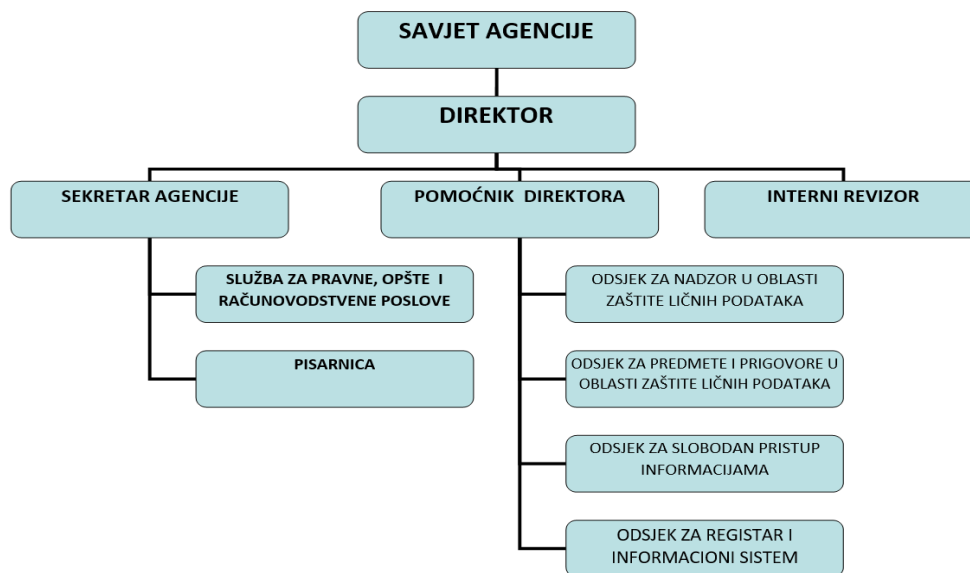 SAVJET AGENCIJE
DIREKTOR
SEKRETAR AGENCIJE
POMOĆNIK DIREKTORA
INTERNI REVIZOR
SLUŽBA ZA PRAVNE, OPŠTE I
RAČUNOVODSTVENE POSLOVE
PISARNICA
ODSJEK ZA NADZOR U OBLASTI
ZAŠTITE LIČNIH PODATAKA
ODSJEK ZA PREDMETE I PRIGOVORE U
OBLASTI ZAŠTITE LIČNIH PODATAKA
ODSJEK ZA SLOBODAN PRISTUP
INFORMACIJAMA
ODSJEK ZA REGISTAR I
INFORMACIONI SISTEM